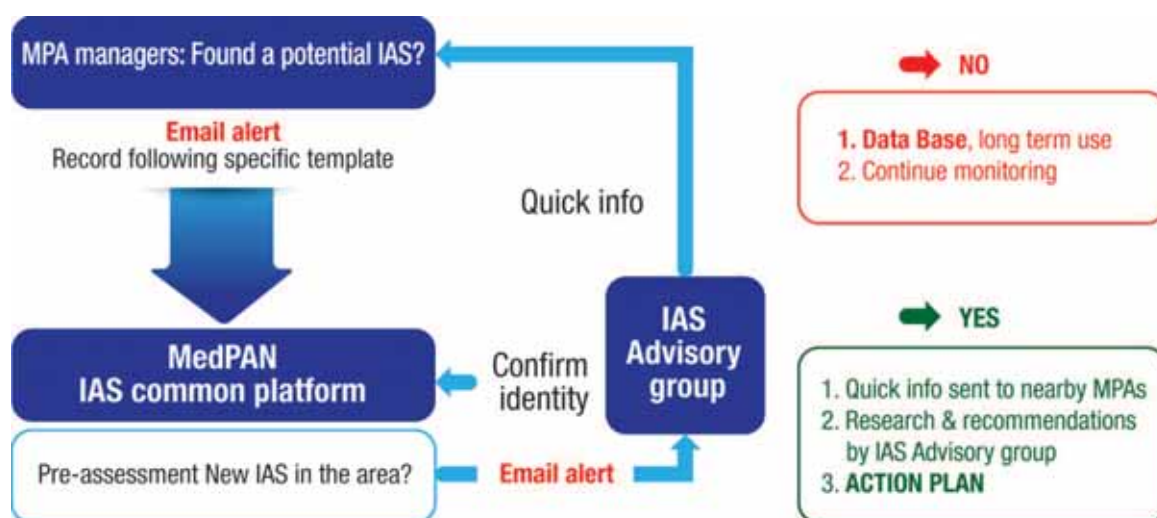 MPA managers: Found a potential IAS?
Email alert
Record following specific template
Quick info
MedPAN
IAS common platform
Confirm
identity
IAS
Advisory
group
Pre-assessment New IAS in the area?
Email alert
NO
1. Data Base, long term use
2. Continue monitoring
YES
1. Quick info sent to nearby MPAs
2. Research & recommendations
by IAS Advisory group
3. ACTION PLAN